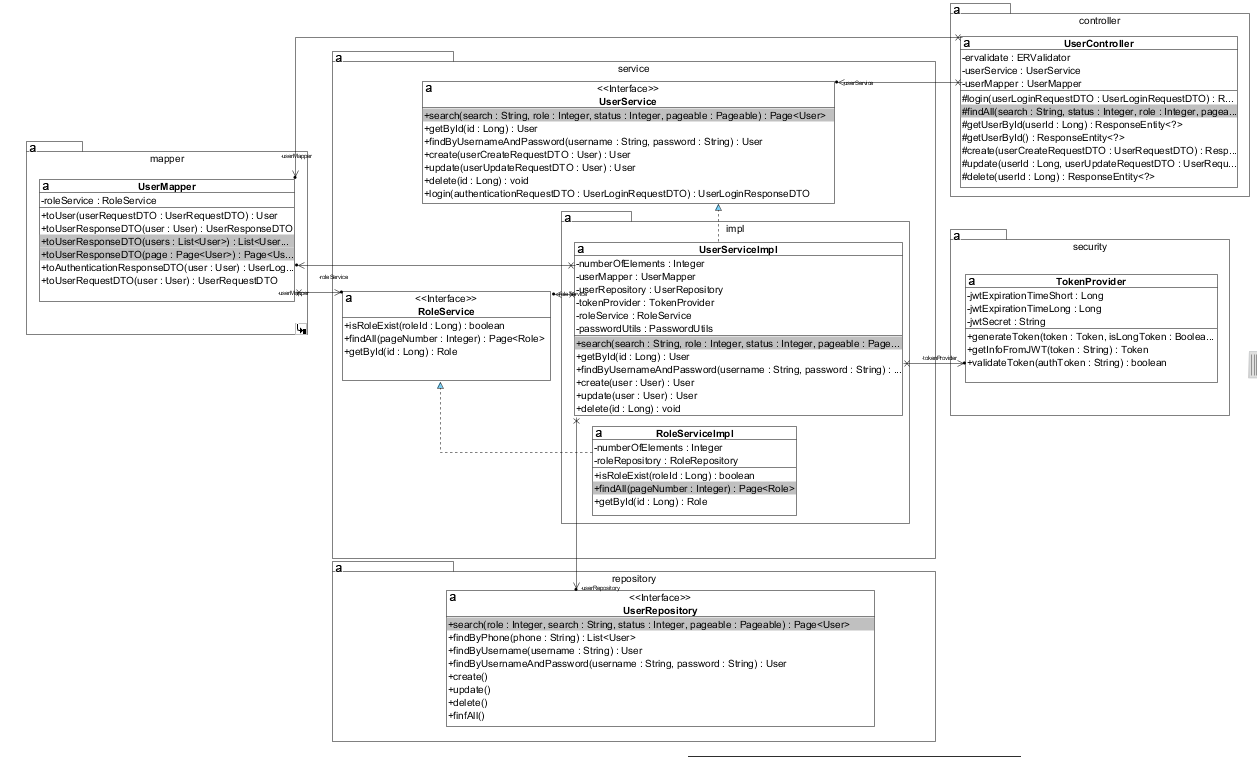 a
controller
a
UserController
-ervalidate : ERValidator
-userService : UserService
-userMapper : UserMapper
#login(userLoginRequestDTO : UserLoginRequestDTO) : R...
#findAll(search : String, status : Integer, role : Integer, pagea...
#getUserById(userId : Long) : ResponseEntity<?>
#getUserById() : ResponseEntity<?>
#create(userCreateRequestDTO : UserRequestDTO) : Resp...
#update(userId : Long, userUpdateRequestDTO : UserRequ...
#delete(userId : Long) : ResponseEntity<?>
a
service
a
<<Interface>>
UserService
+search(search : String, role : Integer, status : Integer, pageable : Pageable) : Page<User>
+getById(id : Long) : User
+findByUsernameAndPassword(username : String, password : String) : User
+create(userCreateRequestDTO : User) : User
+update(userUpdateRequestDTO : User) : User
+delete(id : Long) : void
+login(authenticationRequestDTO : UserLoginRequestDTO) : UserLoginResponseDTO
-userService
a
mapper
-userMapper
a
UserMapper
-roleService : RoleService
+toUser(userRequestDTO : UserRequestDTO) : User
+toUserResponseDTO(user : User) : UserResponseDTO
+toUserResponseDTO(users : List<User>) : List<User...
+toUserResponseDTO(page : Page<User>) : Page<Us...
+toAuthenticationResponseDTO(user : User) : UserLog...
+toUserRequestDTO(user : User) : UserRequestDTO
-roleService
-userMapper
a
impl
a
UserServiceImpl
-numberOfElements : Integer
-userMapper : UserMapper
-userRepository : UserRepository
-tokenProvider : TokenProvider
-roleService : RoleService
-passwordUtils : PasswordUtils
+search(search : String, role : Integer, status : Integer, pageable : Page...
+getById(id : Long) : User
+findByUsernameAndPassword(username : String, password : String) : ...
+create(user : User) : User
+update(user : User) : User
+delete(id : Long) : void
a
<<Interface>>
RoleService
+isRoleExist(roleId : Long) : boolean
+findAll(pageNumber : Integer) : Page<Role>
+getById(id : Long) : Role
-roleService
a
security
a
TokenProvider
-jwtExpirationTimeShort : Long
-jwtExpirationTimeLong : Long
-jwtSecret : String
+generateToken(token : Token, isLongToken : Boolea...
+getInfoFromJWT(token : String) : Token
+validateToken(authToken : String) : boolean
-tokenProvider
a
RoleServiceImpl
-numberOfElements : Integer
-roleRepository : RoleRepository
+isRoleExist(roleId : Long) : boolean
+findAll(pageNumber : Integer) : Page<Role>
+getById(id : Long) : Role
a
repository
-userRepository
a
<<Interface>>
UserRepository
+search(role : Integer, search : String, status : Integer, pageable : Pageable) : Page<User>
+findByPhone(phone : String) : List<User>
+findByUsername(username : String) : User
+findByUsernameAndPassword(username : String, password : String) : User
+create()
+update()
+delete()
+finfAll()